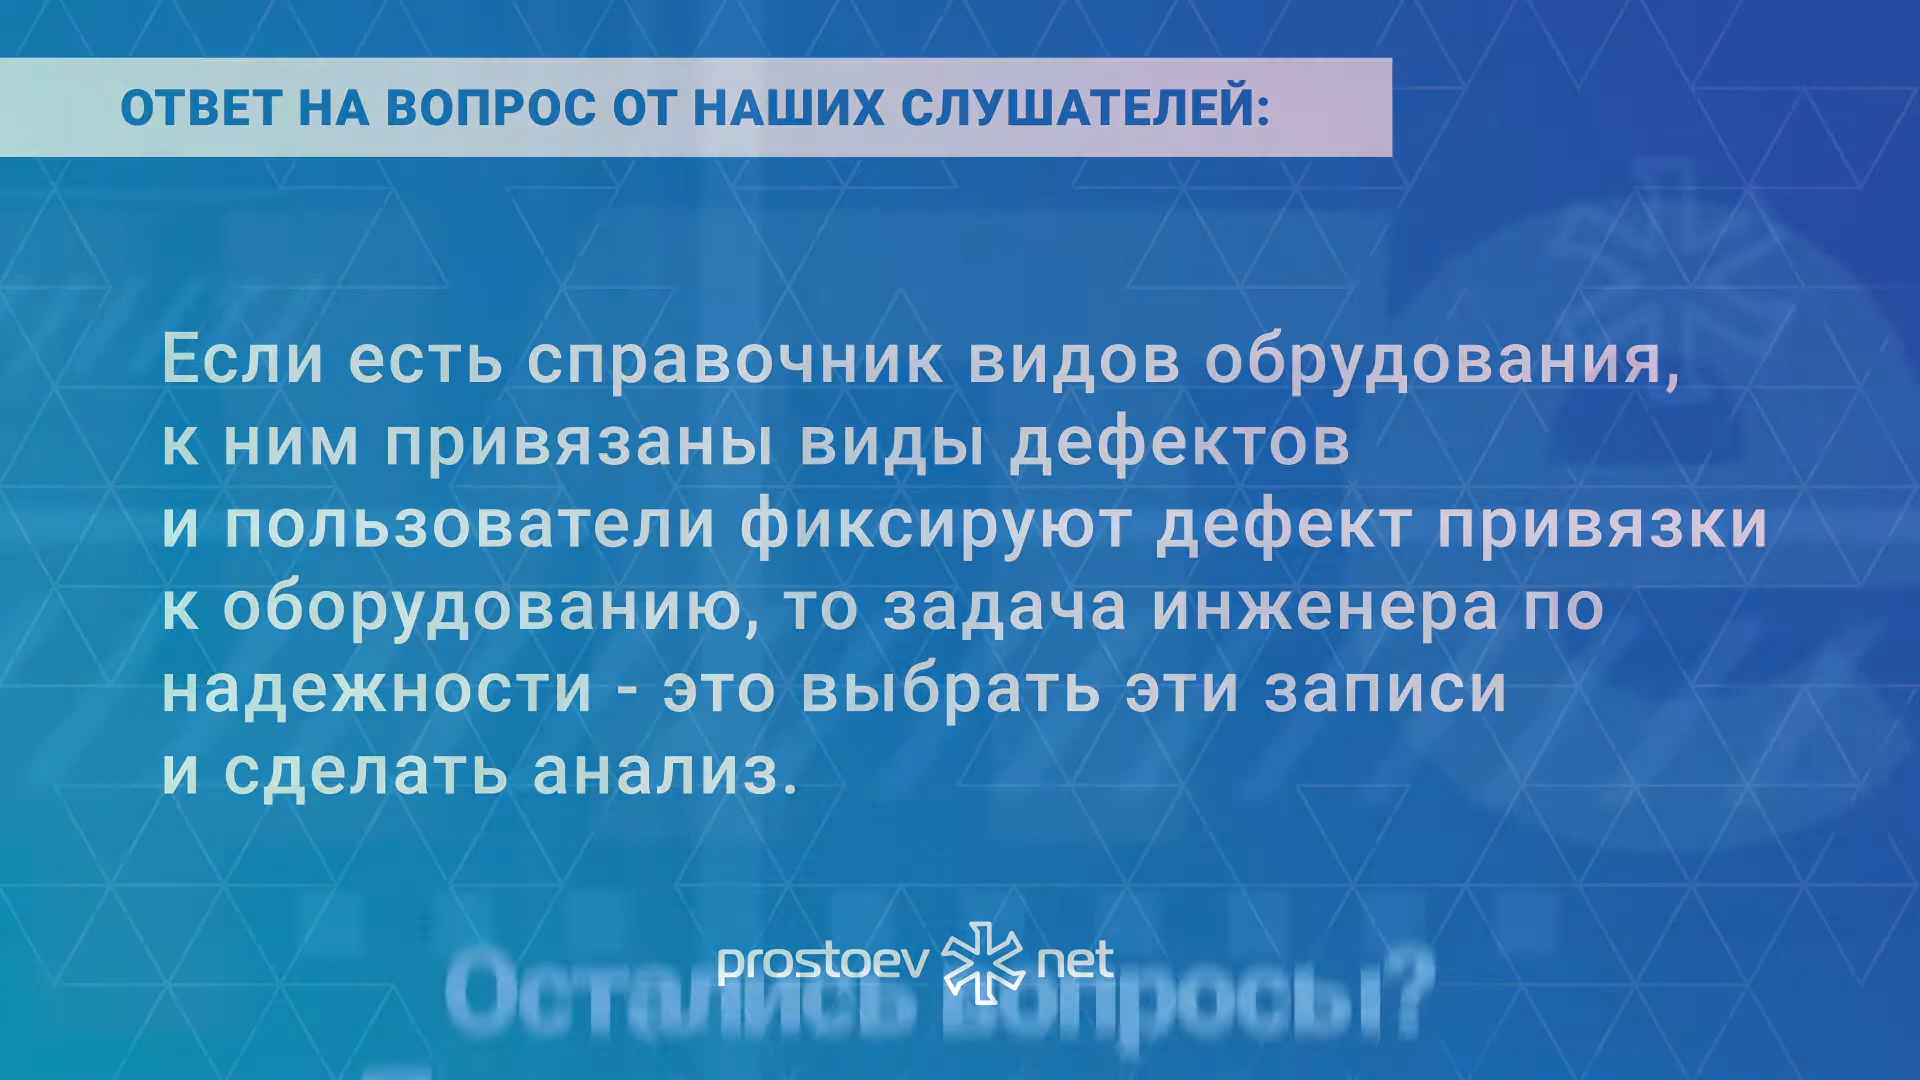 ОТВЕТ НА ВОПРОС ОТ НАШИХ СЛУШАТЕЛЕЙ:
Если есть справочник видов обрудования,
к ним привязаны виды дефектов
и пользователи фиксируют дефект привязки
к оборудованию, то задача инженера по
надежности - это выбрать эти записи
и сделать анализ.
prostoev net
Остались вопросы?